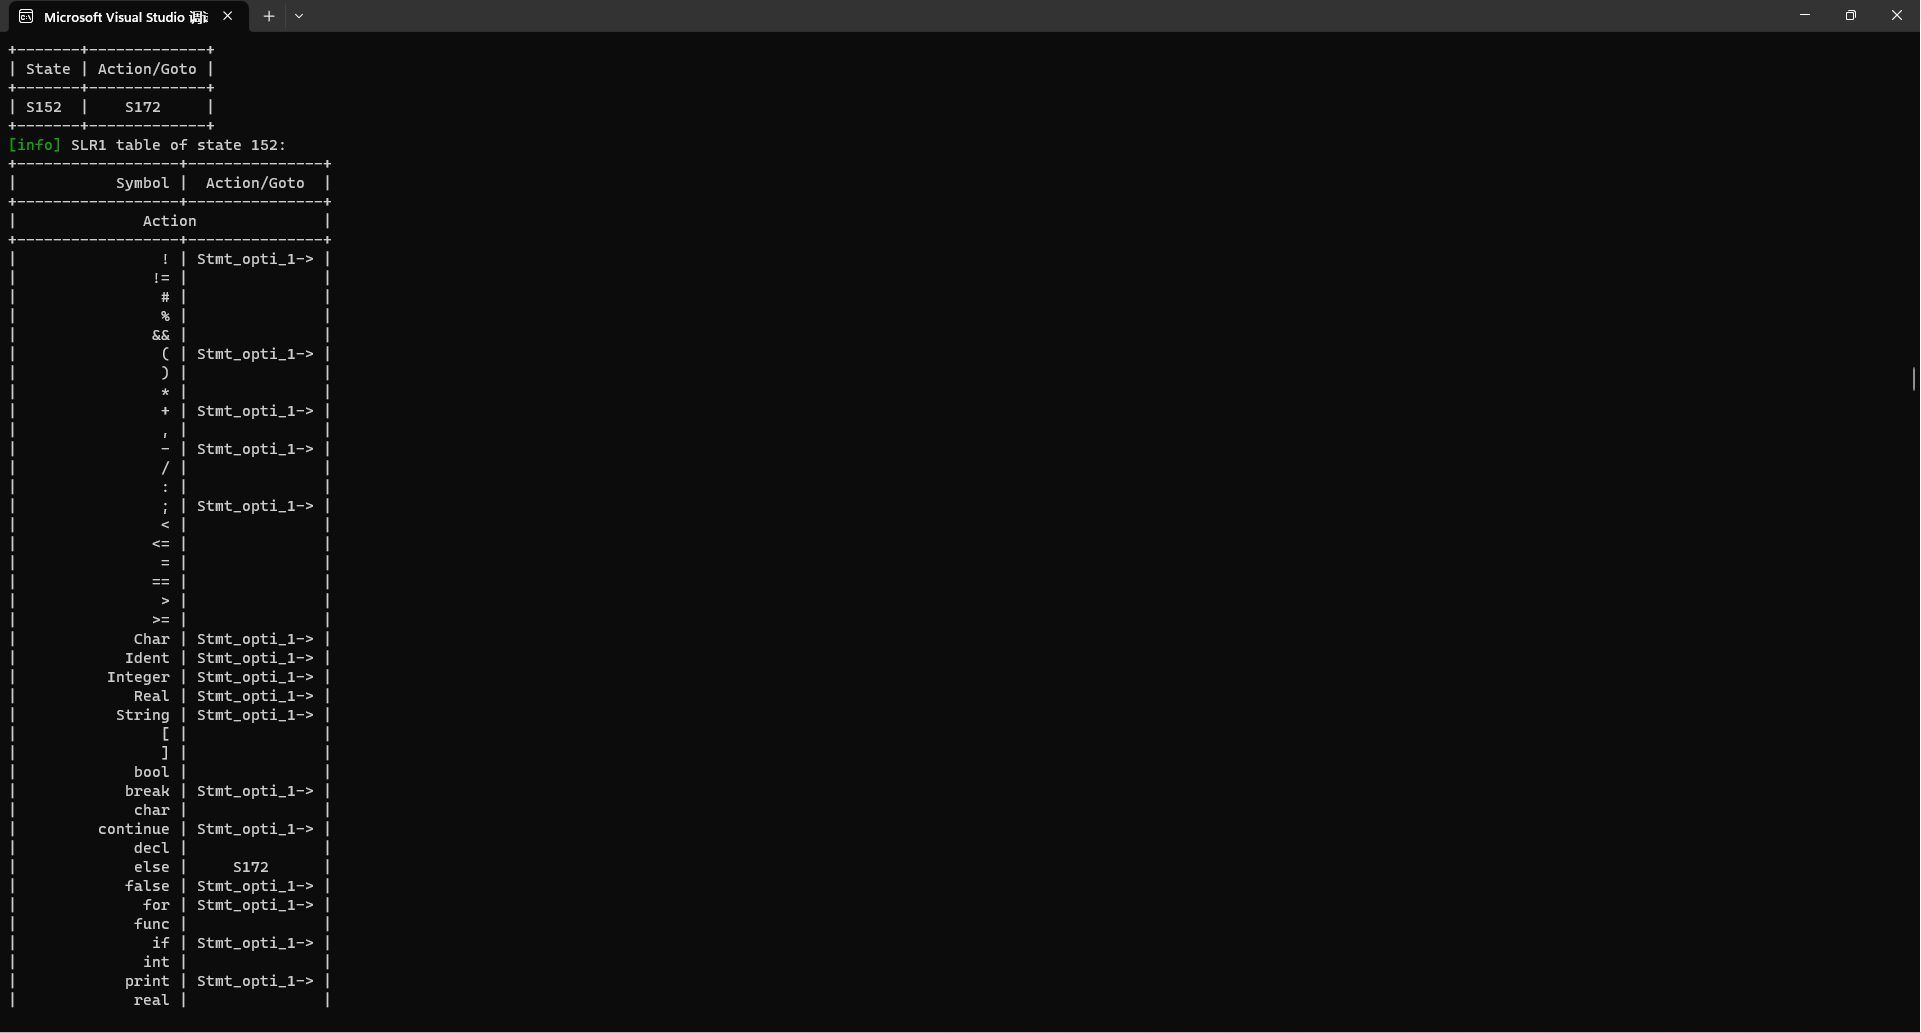 Microsoft Visual Studio 调试
+-------+-------------+
| State | Action/Goto |
+-------+-------------+
| S152  |    S172     |
+-------+-------------+
[info] SLR1 table of state 152:
+------------------+---------------+
|           Symbol |  Action/Goto  |
+------------------+---------------+
|              Action              |
+------------------+---------------+
|                ! | Stmt_opti_1-> |
|               != |               |
|                # |               |
|                % |               |
|               && |               |
|                ( | Stmt_opti_1-> |
|                ) |               |
|                * |               |
|                + | Stmt_opti_1-> |
|                , |               |
|                - | Stmt_opti_1-> |
|                / |               |
|                : |               |
|                ; | Stmt_opti_1-> |
|                < |               |
|               <= |               |
|                = |               |
|               == |               |
|                > |               |
|               >= |               |
|             Char | Stmt_opti_1-> |
|            Ident | Stmt_opti_1-> |
|          Integer | Stmt_opti_1-> |
|             Real | Stmt_opti_1-> |
|           String | Stmt_opti_1-> |
|                [ |               |
|                ] |               |
|             bool |               |
|            break | Stmt_opti_1-> |
|             char |               |
|         continue | Stmt_opti_1-> |
|             decl |               |
|             else |     S172      |
|            false | Stmt_opti_1-> |
|              for | Stmt_opti_1-> |
|             func |               |
|               if | Stmt_opti_1-> |
|              int |               |
|            print | Stmt_opti_1-> |
|             real |               |